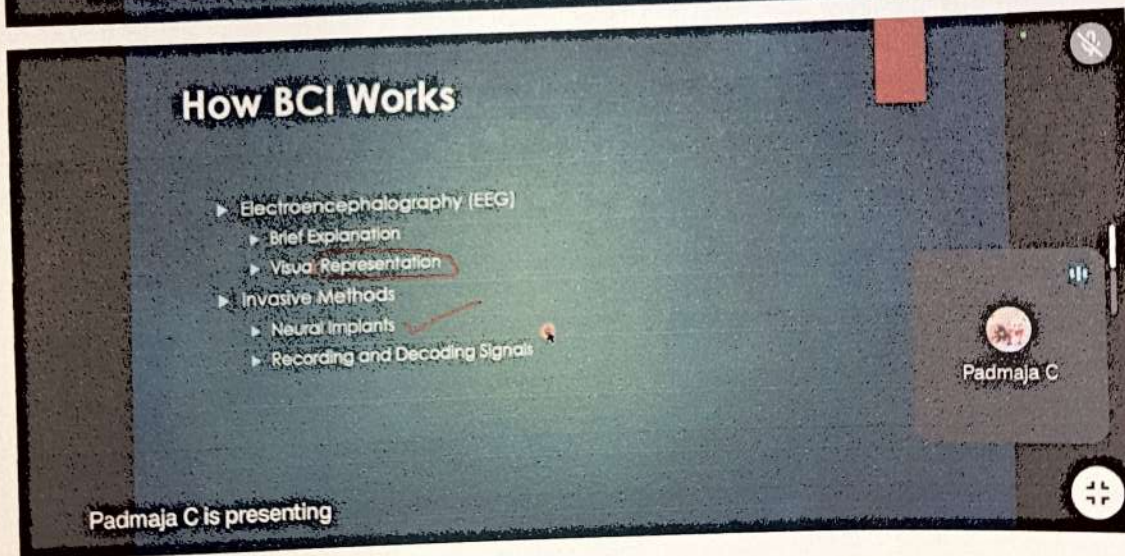 How BCI Works
Electroencephalography (EEG)
Brief Explanation
Visual Representation
Invasive Methods
Neural Implants
Recording and Decoding Signals
Padmaja C
Padmaja C is presenting